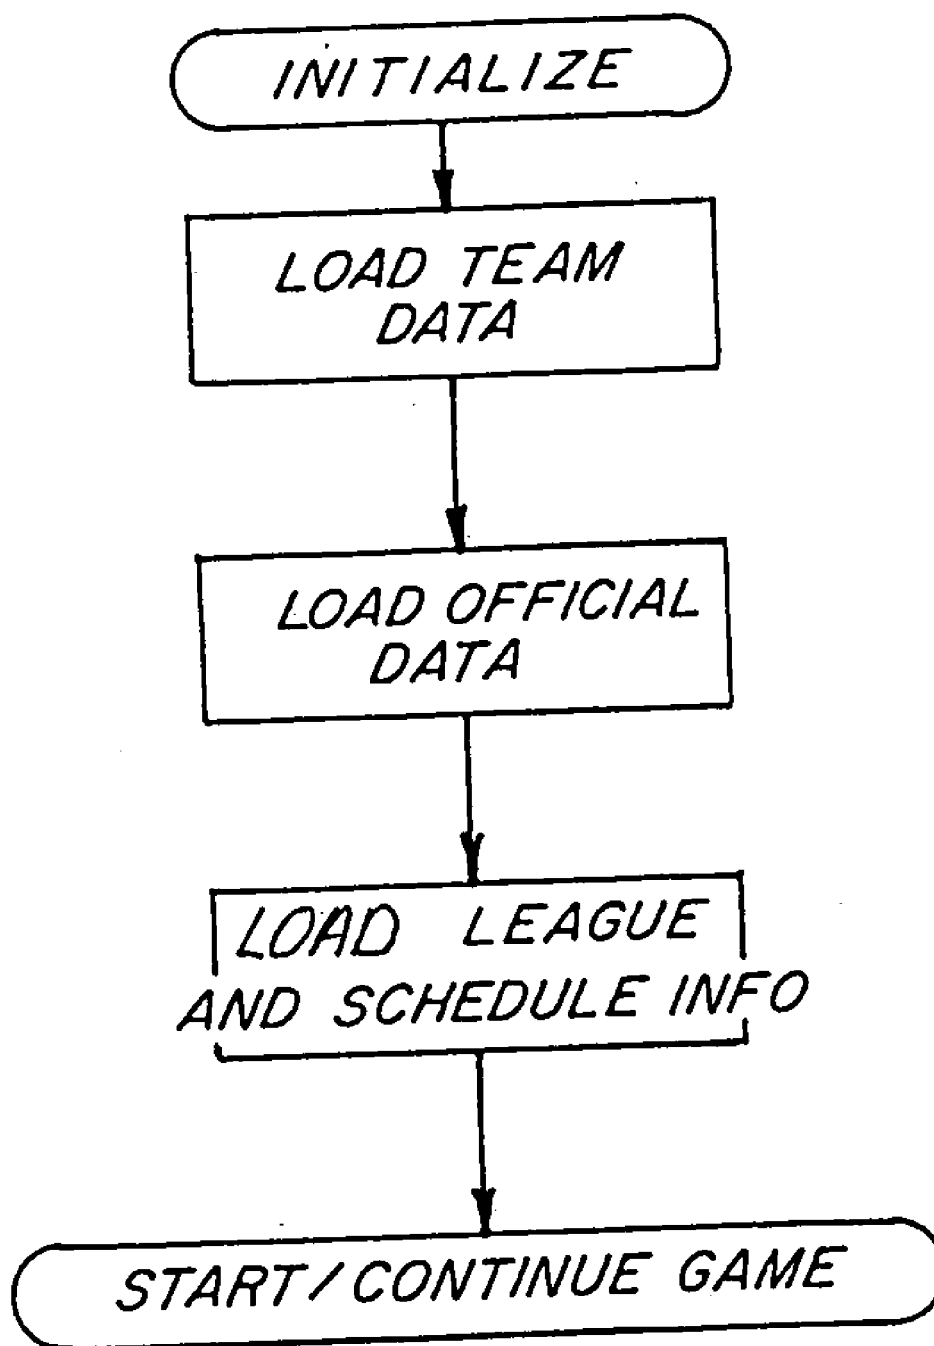 INITIALIZE
LOAD TEAM
DATA
LOAD OFFICIAL
DATA
LOAD LEAGUE
AND SCHEDULE INFO
START/CONTINUE GAME